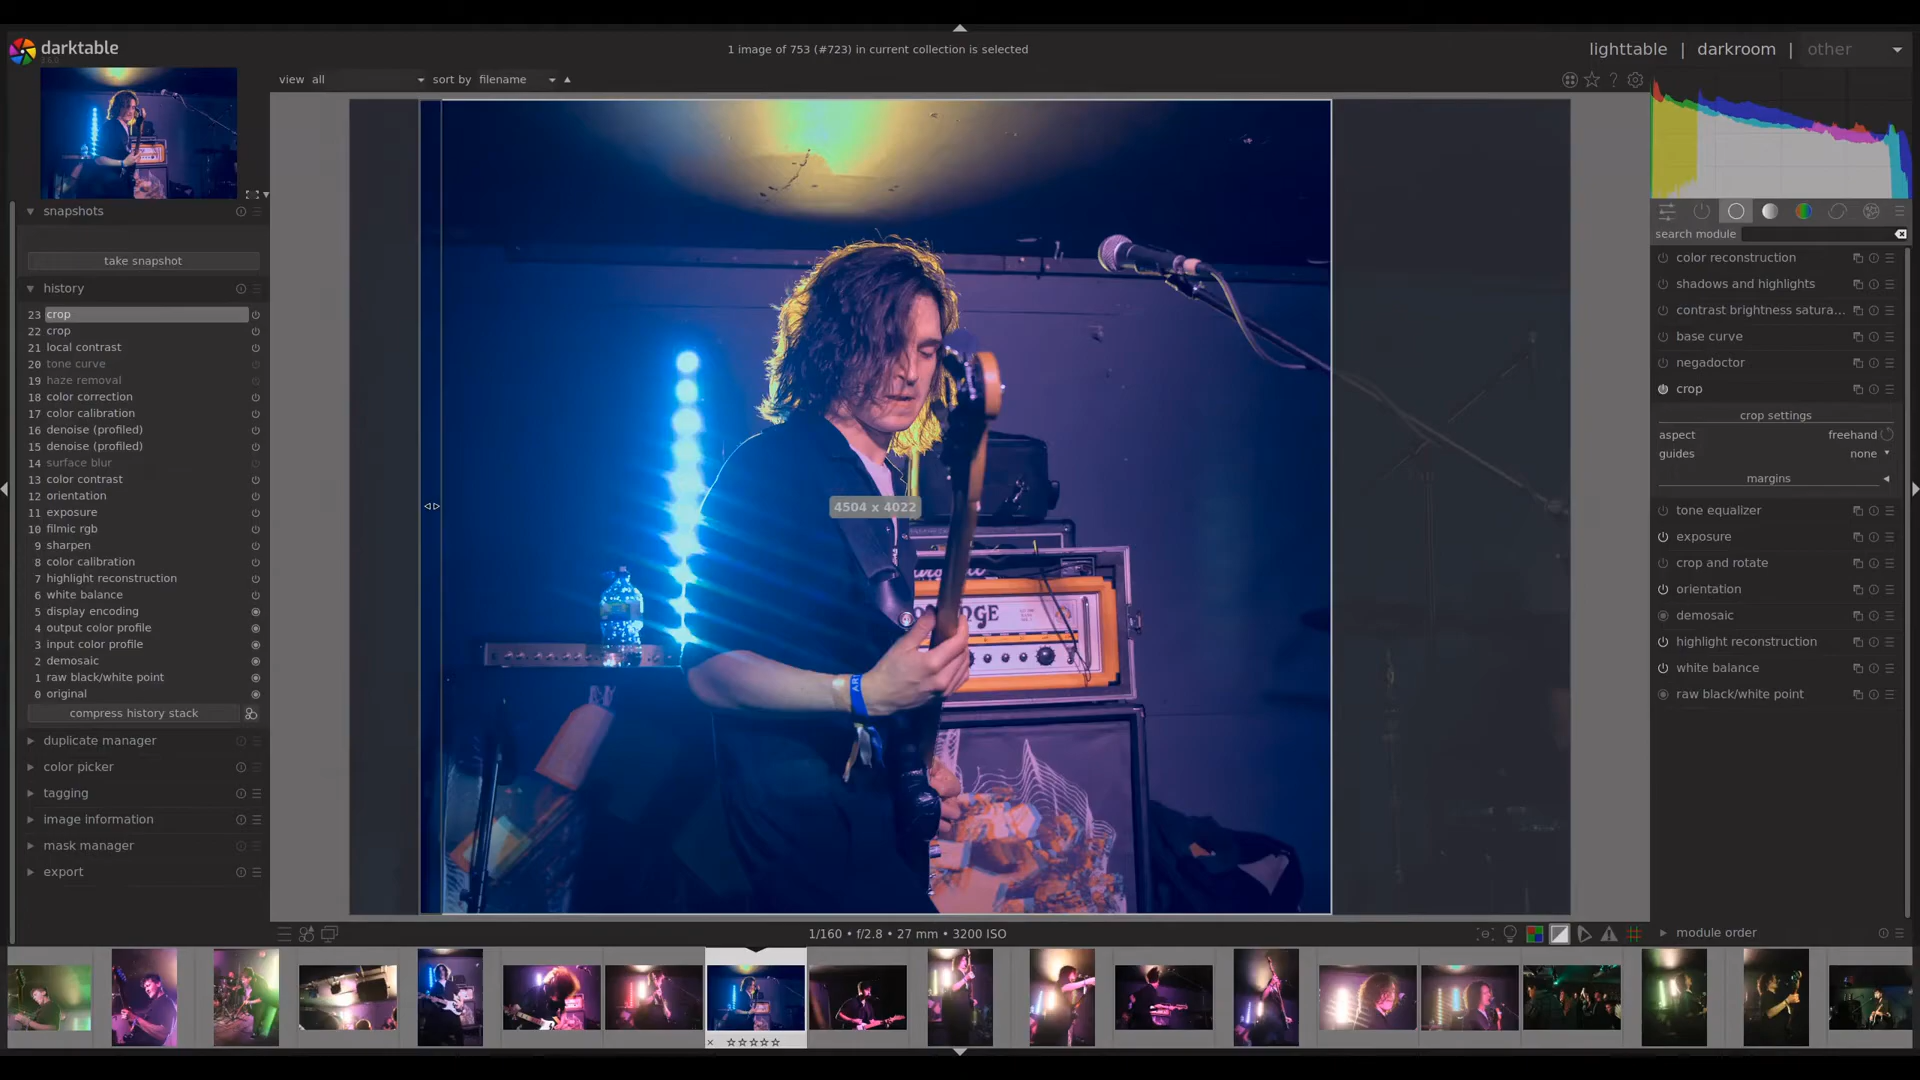 darktable
3.6.0
1 image of 753 (#723) in current collection is selected
lighttable | darkroom | other
view all sort by filename
snapshots
take snapshot
history
23 crop
22 crop
21 local contrast
20 tone curve
19 haze removal
18 color correction
17 color calibration
16 denoise (profiled)
15 denoise (profiled)
14 surface blur
13 color contrast
12 orientation
11 exposure
10 filmic rgb
9 sharpen
8 color calibration
7 highlight reconstruction
6 white balance
5 display encoding
4 output color profile
3 input color profile
2 demosaic
1 raw black/white point
0 original
compress history stack
duplicate manager
color picker
tagging
image information
mask manager
export
4504 x 4022
1/160 • f/2.8 • 27 mm • 3200 ISO
search module
color reconstruction
shadows and highlights
contrast brightness satura...
base curve
negadoctor
crop
crop settings
aspect freehand
guides none
margins
tone equalizer
exposure
crop and rotate
orientation
demosaic
highlight reconstruction
white balance
raw black/white point
module order